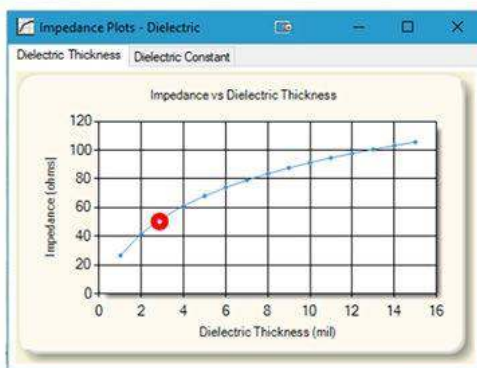 Impedance Plots - Dielectric
Dielectric Thickness Dielectric Constant
Impedance vs Dielectric Thickness
120
100
80
60
40
20
0
Impedance (ohms)
0 2 4 6 8 10 12 14 16
Dielectric Thickness (mil)